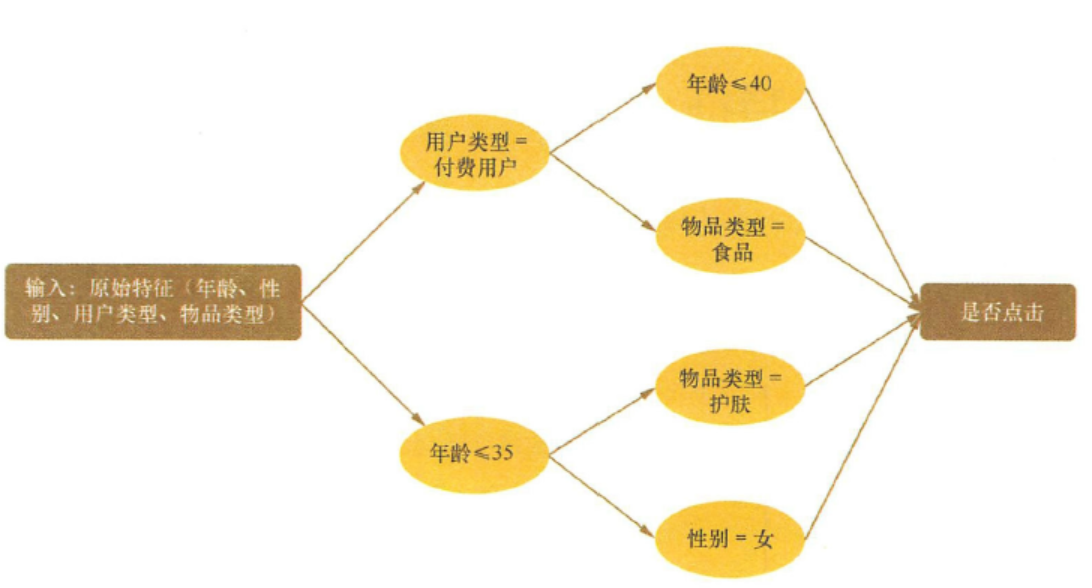 年龄≤40
用户类型=
付费用户
物品类型=
食品
输入：原始特征（年龄、性
别、用户类型、物品类型）
是否点击
物品类型=
护肤
年龄≤35
性别=女